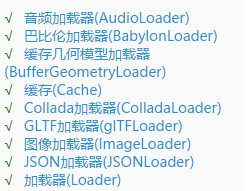 √ 音频加载器(AudioLoader)
√ 巴比伦加载器(BabylonLoader)
√ 缓存几何模型加载器
(BufferGeometryLoader)
√ 缓存(Cache)
√ Collada加载器(ColladaLoader)
√ GLTF加载器(glTFLoader)
√ 图像加载器(ImageLoader)
√ JSON加载器(JSONLoader)
√ 加载器(Loader)